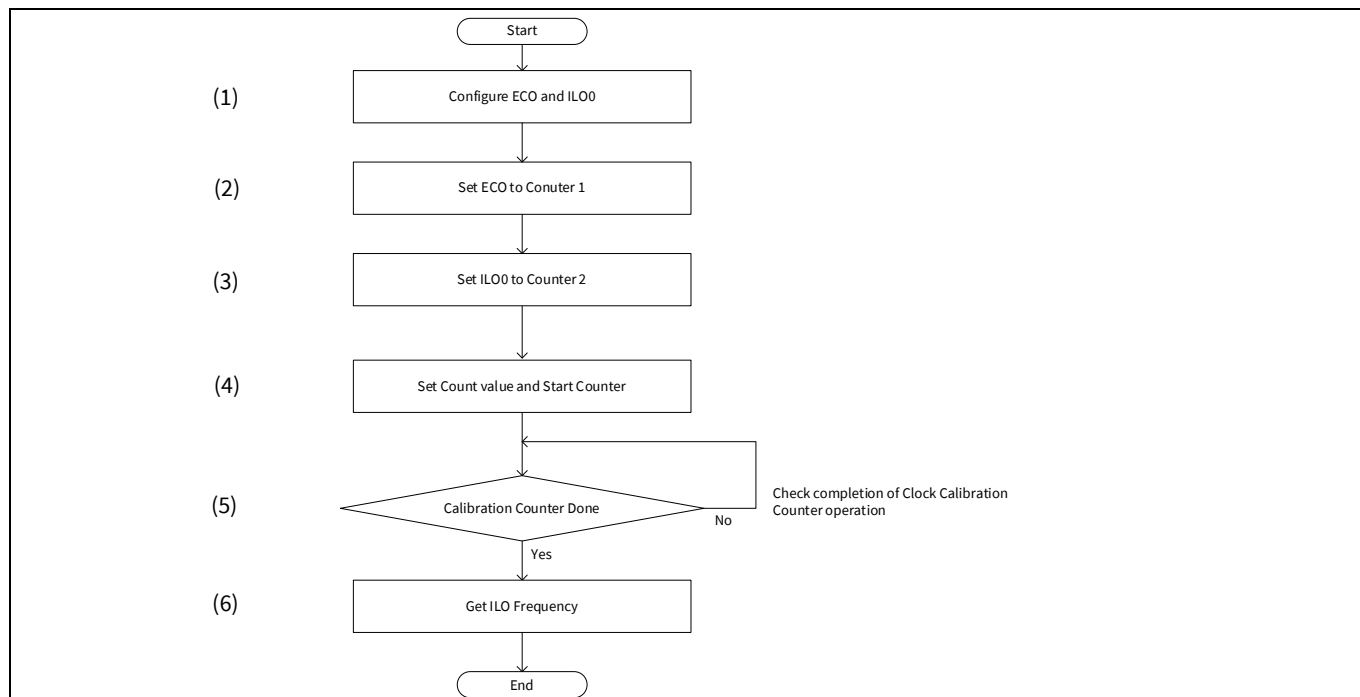 Start
(1)
Configure ECO and ILO0
(2)
Set ECO to Conuter 1
(3)
Set ILO0 to Counter 2
(4)
Set Count value and Start Counter
(5)
Calibration Counter Done
No
Check completion of Clock Calibration
Counter operation
Yes
(6)
Get ILO Frequency
End